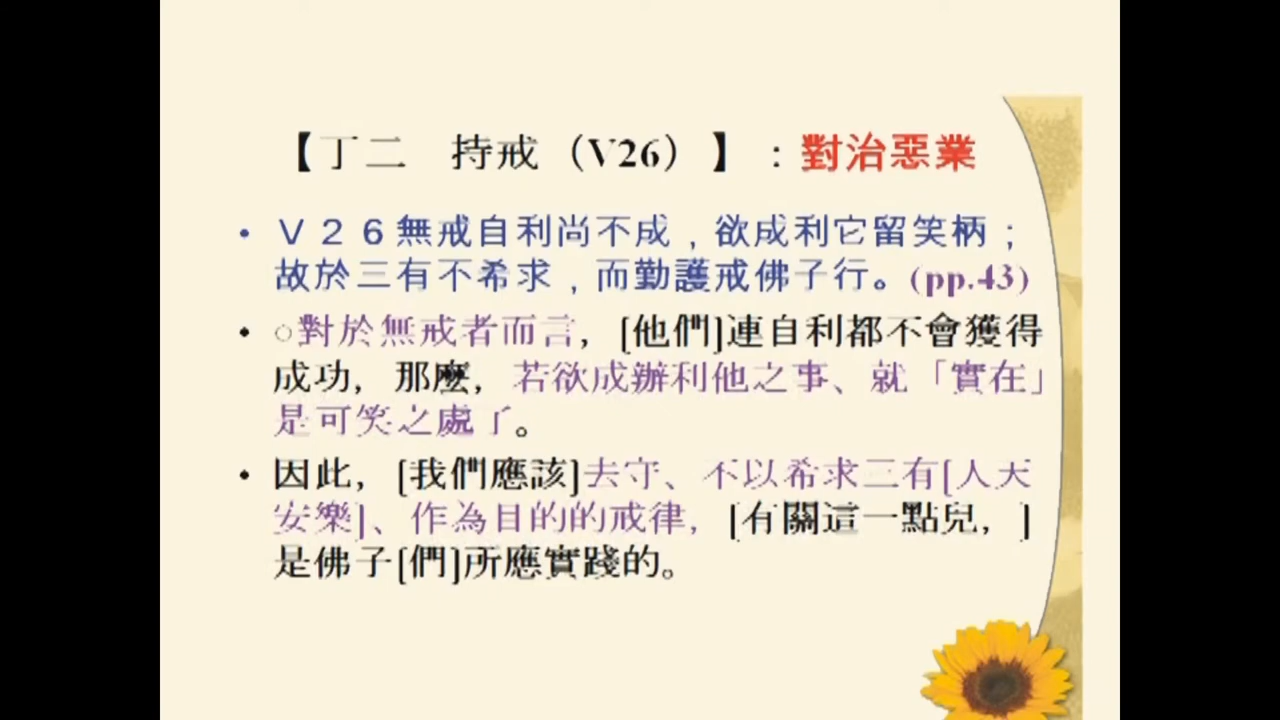 【丁二　持戒（V26）】：對治惡業
• Ｖ２６無戒自利尚不成，欲成利它留笑柄；
故於三有不希求，而勤護戒佛子行。(pp.43)
• ○對於無戒者而言，[他們]連自利都不會獲得
成功，那麼，若欲成辦利他之事、就「實在」
是可笑之處了。
• 因此，[我們應該]去守、不以希求三有[人天
安樂]、作為目的的戒律，[有關這一點兒，]
是佛子[們]所應實踐的。